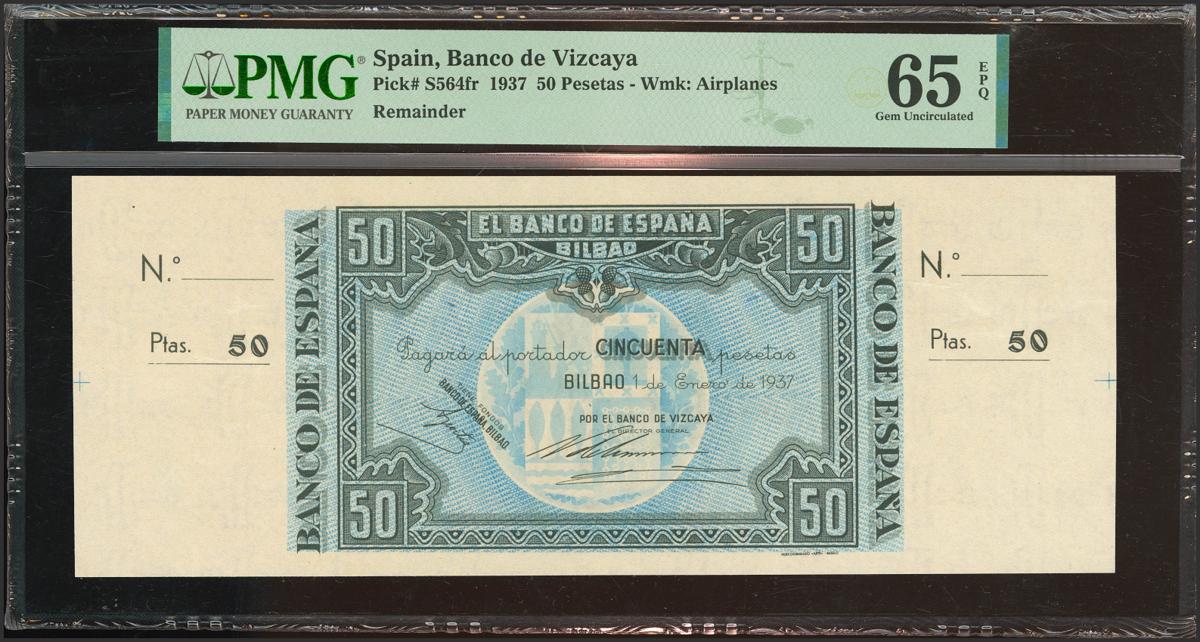 PMG®
PAPER MONEY GUARANTY
Spain, Banco de Vizcaya
Pick# S564fr 1937 50 Pesetas - Wmk: Airplanes
Remainder
65 EPQ
Gem Uncirculated
N.º
Ptas. 50
BANCO DE ESPAÑA
50
EL BANCO DE ESPAÑA
BILBAO
50
Pagará al portador CINCUENTA pesetas
BILBAO 1 de Enero de 1937
FONDOS
BANCO DE ESPAÑA. BILBAO.
POR EL BANCO DE VIZCAYA
EL DIRECTOR GENERAL
50
50
BANCO DE ESPAÑA
N.º
Ptas. 50